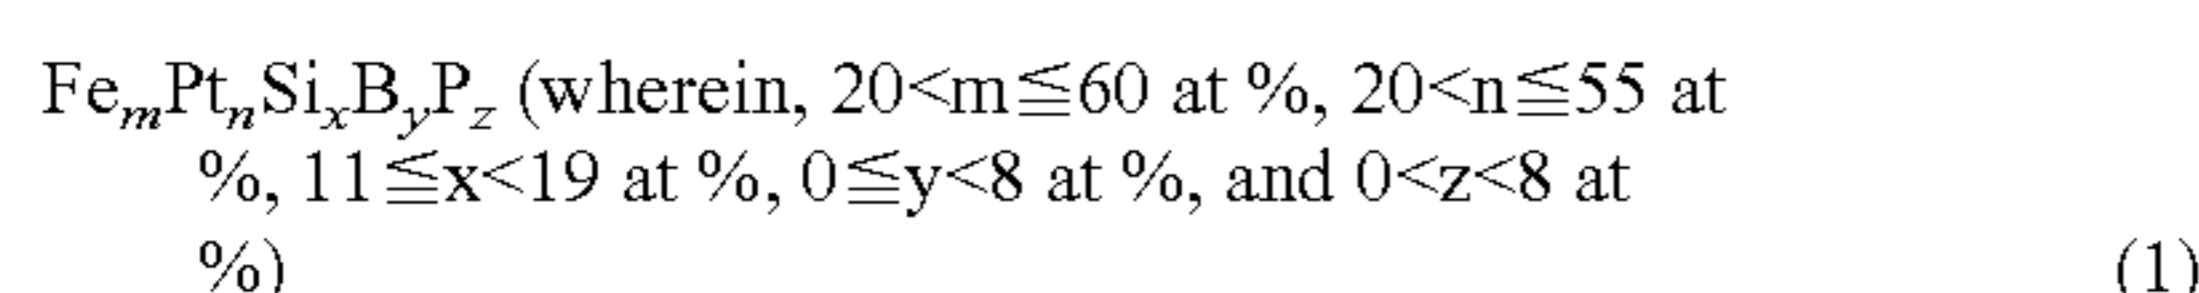 FemPtnSixByPz (wherein, 20<m≦60 at %, 20<n≦55 at
%, 11≦x<19 at %, 0≦y<8 at %, and 0<z<8 at
%) (1)